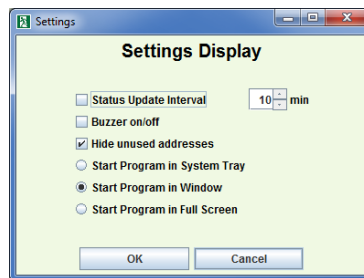 Settings
Settings Display
Status Update Interval 10 min
Buzzer on/off
Hide unused addresses
Start Program in System Tray
Start Program in Window
Start Program in Full Screen
OK Cancel